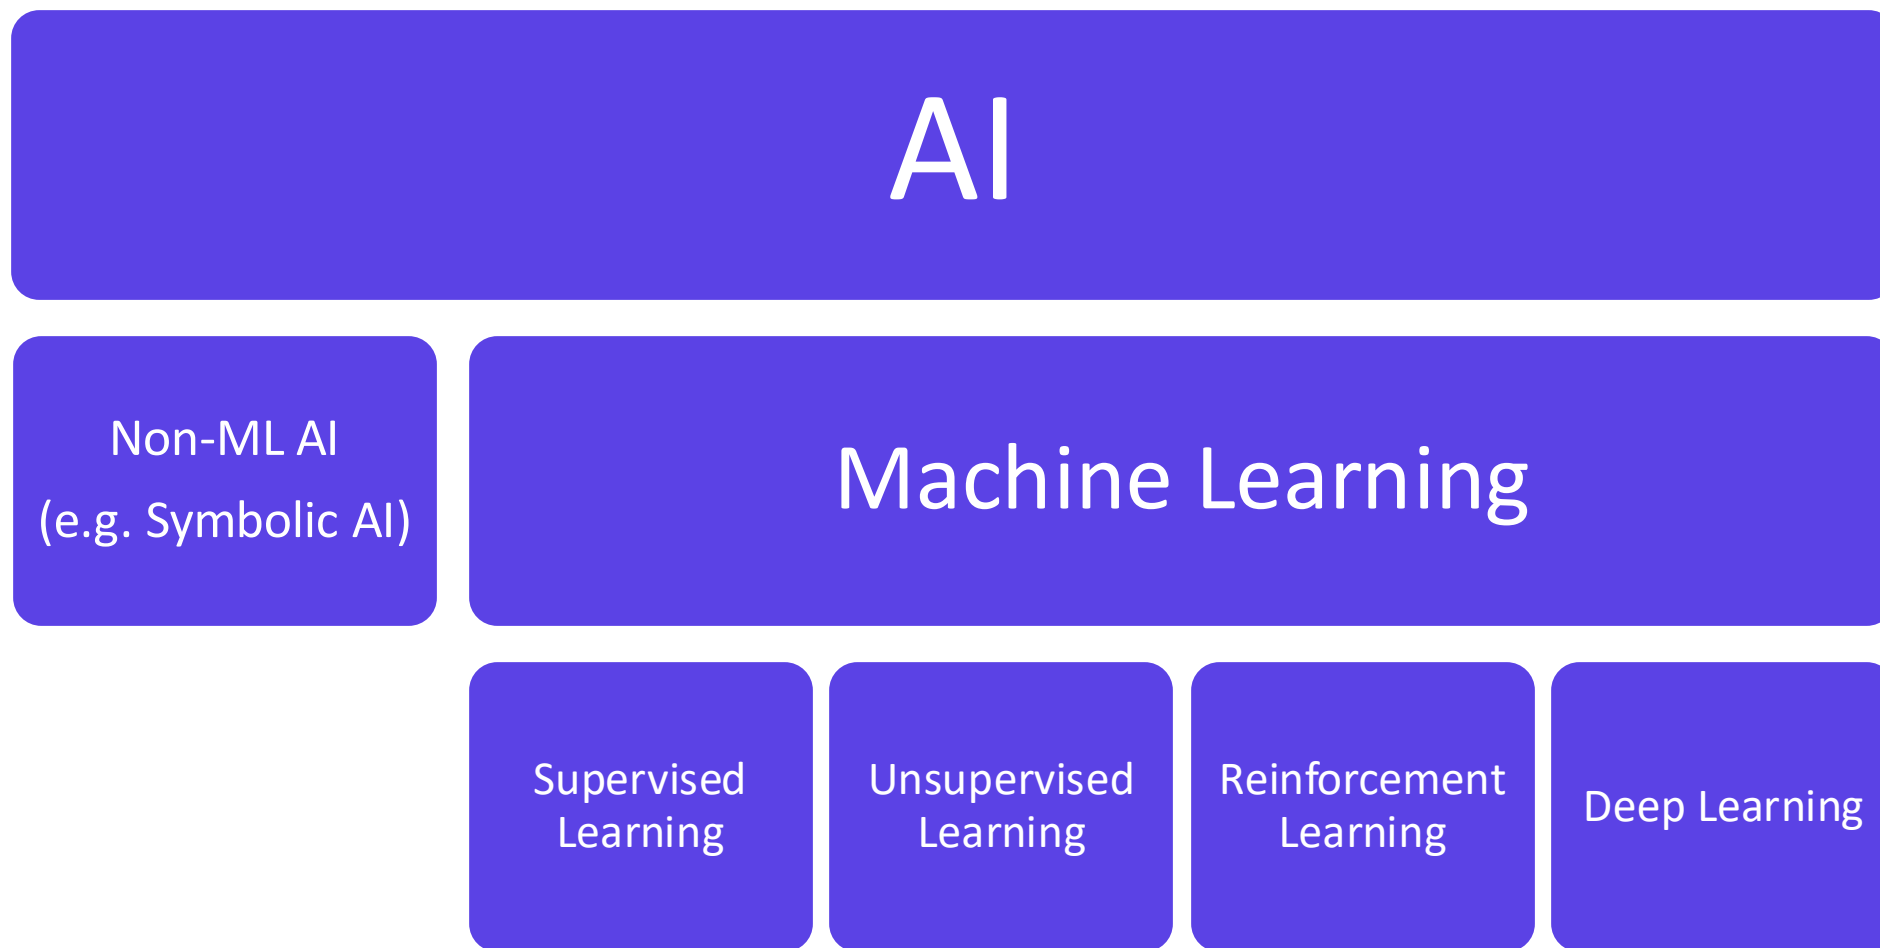 AI
Non-ML AI
(e.g. Symbolic AI)
Machine Learning
Supervised
Learning
Unsupervised
Learning
Reinforcement
Learning
Deep Learning